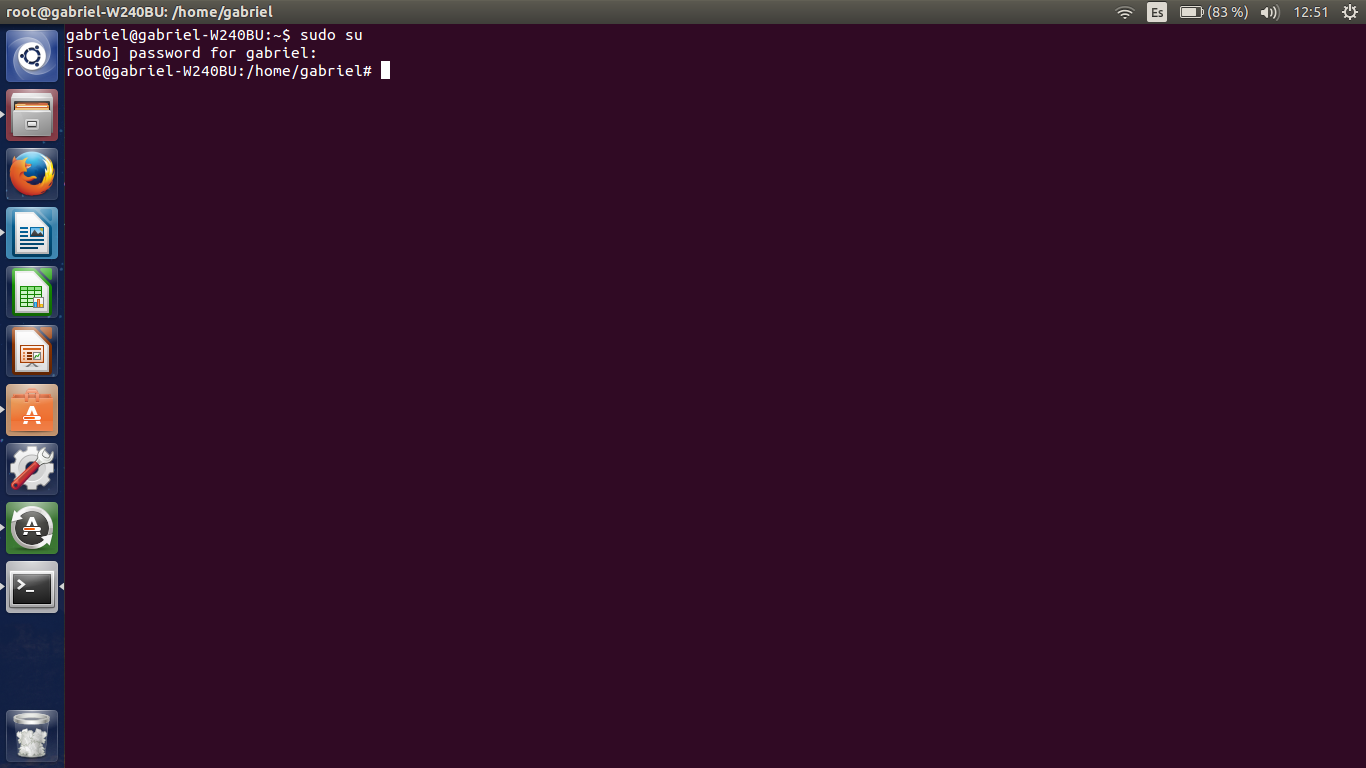 root@gabriel-W240BU: /home/gabriel
Es
(83 %)
12:51
gabriel@gabriel-W240BU:~$ sudo su
[sudo] password for gabriel:
root@gabriel-W240BU:/home/gabriel#